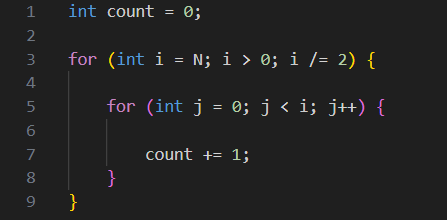 1 int count = 0;
2
3 for (int i = N; i > 0; i /= 2) {
4
5 for (int j = 0; j < i; j++) {
6
7 count += 1;
8 }
9 }